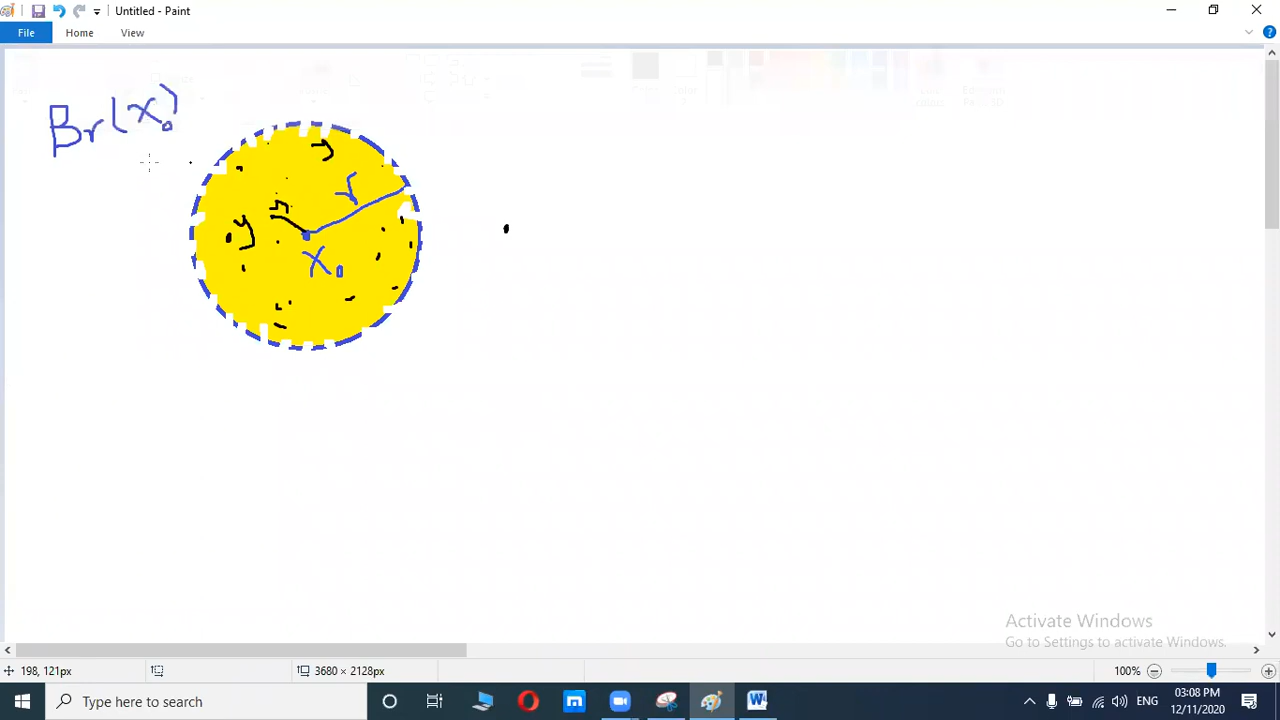 Untitled - Paint
File Home View
Br(x₀)
y
r
y
y
x₀
Activate Windows
Go to Settings to activate Windows.
198, 121px
3680 × 2128px
100%
Type here to search
ENG
03:08 PM
12/11/2020